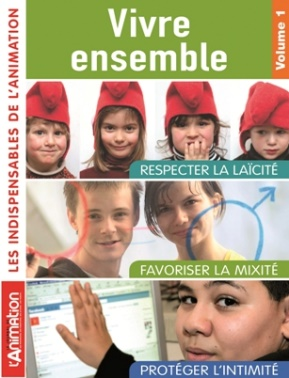 Vivre
ensemble
Volume 1
LES INDISPENSABLES DE L'ANIMATION
RESPECTER LA LAÏCITÉ
FAVORISER LA MIXITÉ
PROTÉGER L'INTIMITÉ
l'Animation